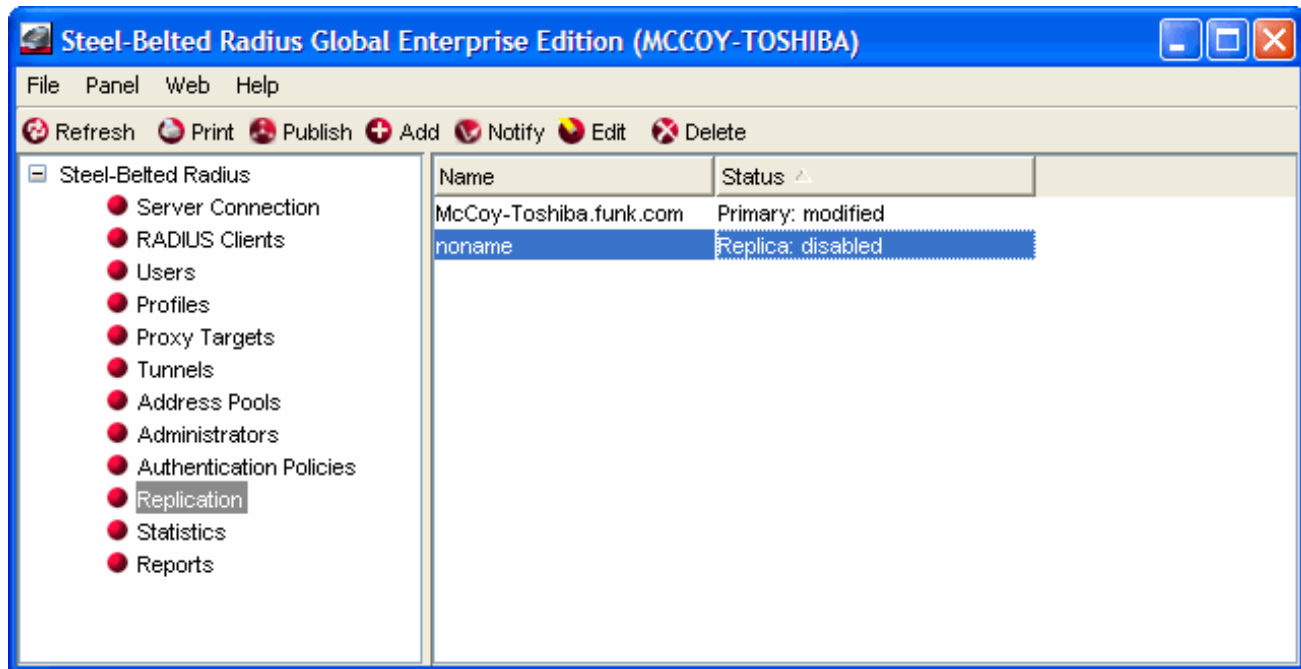 Steel-Belted Radius Global Enterprise Edition (MCCOY-TOSHIBA)
File Panel Web Help
Refresh Print Publish Add Notify Edit Delete
Steel-Belted Radius
Server Connection
RADIUS Clients
Users
Profiles
Proxy Targets
Tunnels
Address Pools
Administrators
Authentication Policies
Replication
Statistics
Reports
Name Status
McCoy-Toshiba.funk.com Primary: modified
noname Replica: disabled